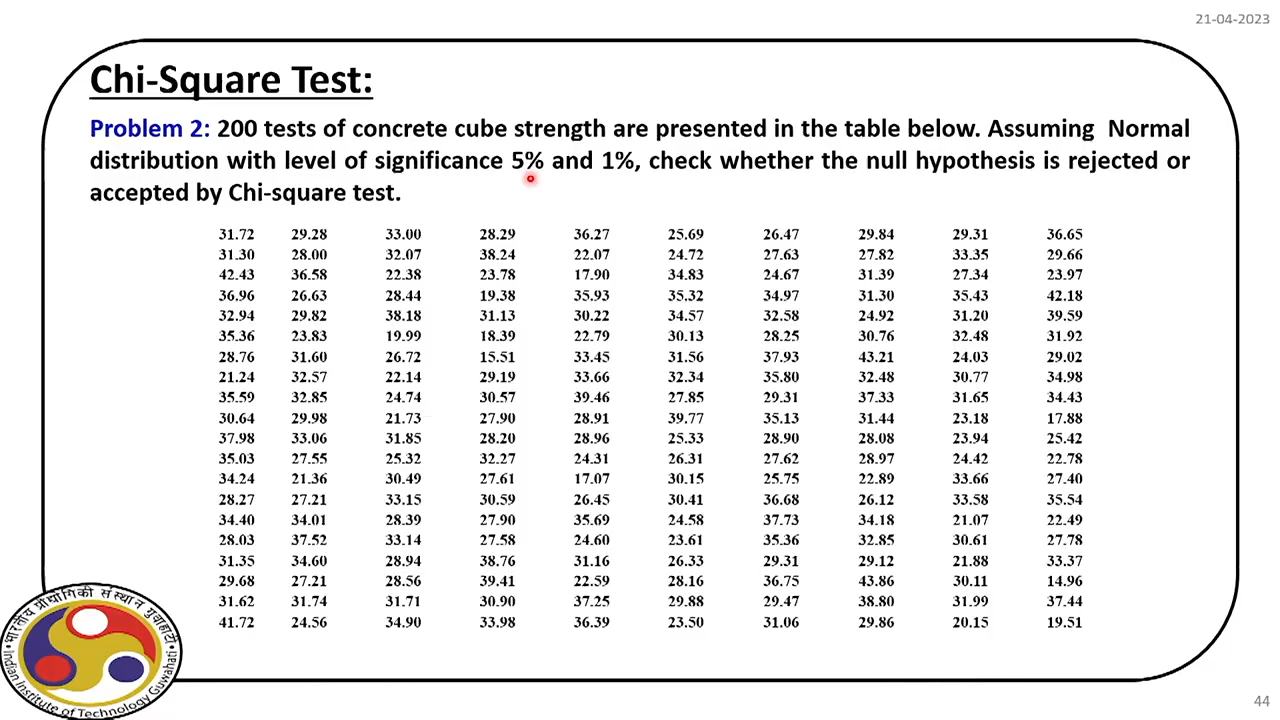 21-04-2023
Chi-Square Test:
Problem 2: 200 tests of concrete cube strength are presented in the table below. Assuming Normal
distribution with level of significance 5% and 1%, check whether the null hypothesis is rejected or
accepted by Chi-square test.
31.72 29.28 33.00 28.29 36.27 25.69 26.47 29.84 29.31 36.65
31.30 28.00 32.07 38.24 22.07 24.72 27.63 27.82 33.35 29.66
42.43 36.58 22.38 23.78 17.90 34.83 24.67 31.39 27.34 23.97
36.96 26.63 28.44 19.38 35.93 35.32 34.97 31.30 35.43 42.18
32.94 29.82 38.18 31.13 30.22 34.57 32.58 24.92 31.20 39.59
35.36 23.83 19.99 18.39 22.79 30.13 28.25 30.76 32.48 31.92
28.76 31.60 26.72 15.51 33.45 31.56 37.93 43.21 24.03 29.02
21.24 32.57 22.14 29.19 33.66 32.34 35.80 32.48 30.77 34.98
35.59 32.85 24.74 30.57 39.46 27.85 29.31 37.33 31.65 34.43
30.64 29.98 21.73 27.90 28.91 39.77 35.13 31.44 23.18 17.88
37.98 33.06 31.85 28.20 28.96 25.33 28.90 28.08 23.94 25.42
35.03 27.55 25.32 32.27 24.31 26.31 27.62 28.97 24.42 22.78
34.24 21.36 30.49 27.61 17.07 30.15 25.75 22.89 33.66 27.40
28.27 27.21 33.15 30.59 26.45 30.41 36.68 26.12 33.58 35.54
34.40 34.01 28.39 27.90 35.69 24.58 37.73 34.18 21.07 22.49
28.03 37.52 33.14 27.58 24.60 23.61 35.36 32.85 30.61 27.78
31.35 34.60 28.94 38.76 31.16 26.33 29.31 29.12 21.88 33.37
29.68 27.21 28.56 39.41 22.59 28.16 36.75 43.86 30.11 14.96
31.62 31.74 31.71 30.90 37.25 29.88 29.47 38.80 31.99 37.44
41.72 24.56 34.90 33.98 36.39 23.50 31.06 29.86 20.15 19.51
भारतीय प्रौद्योगिकी संस्थान गुवाहाटी
Indian Institute of Technology Guwahati
44